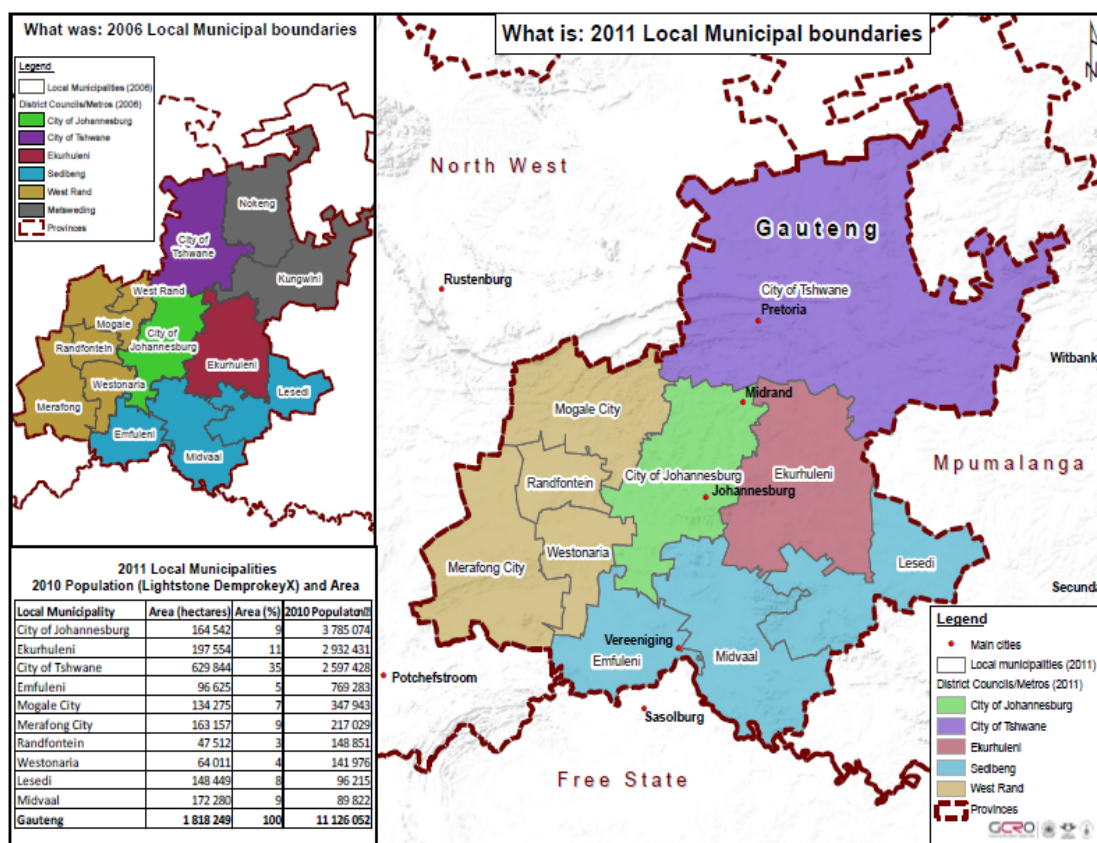 What was: 2006 Local Municipal boundaries
Legend
Local Municipalities (2006)
District Councils/Metros (2006)
City of Johannesburg
City of Tshwane
Ekurhuleni
Sedibeng
West Rand
Metsweding
Provinces
Nokeng
City of
Tshwane
Kungwini
West Rand
Mogale
City of
Johannesburg
Randfontein
Ekurhuleni
Westonaria
Lesedi
Merafong
Emfuleni
Midvaal
2011 Local Municipalities
2010 Population (Lightstone DemprokeyX) and Area
Local Municipality Area (hectares) Area (%) 2010 Populaton
City of Johannesburg 164 542 9 3 785 074
Ekurhuleni 197 554 11 2 932 431
City of Tshwane 629 844 35 2 597 428
Emfuleni 96 625 5 769 283
Mogale City 134 275 7 347 943
Merafong City 163 157 9 217 029
Randfontein 47 512 3 148 851
Westonaria 64 011 4 141 976
Lesedi 148 449 8 96 215
Midvaal 172 280 9 89 822
Gauteng 1 818 249 100 11 126 052
What is: 2011 Local Municipal boundaries
N
North West
Gauteng
Rustenburg
City of Tshwane
Pretoria
Witbank
Midrand
Mogale City
Mpumalanga
City of Johannesburg
Ekurhuleni
Randfontein
Johannesburg
Westonaria
Lesedi
Merafong City
Secunda
Vereeniging
Emfuleni
Midvaal
Potchefstroom
Sasolburg
Free State
Legend
Main cities
Local municipalities (2011)
District Councils/Metros (2011)
City of Johannesburg
City of Tshwane
Ekurhuleni
Sedibeng
West Rand
Provinces
GCRO